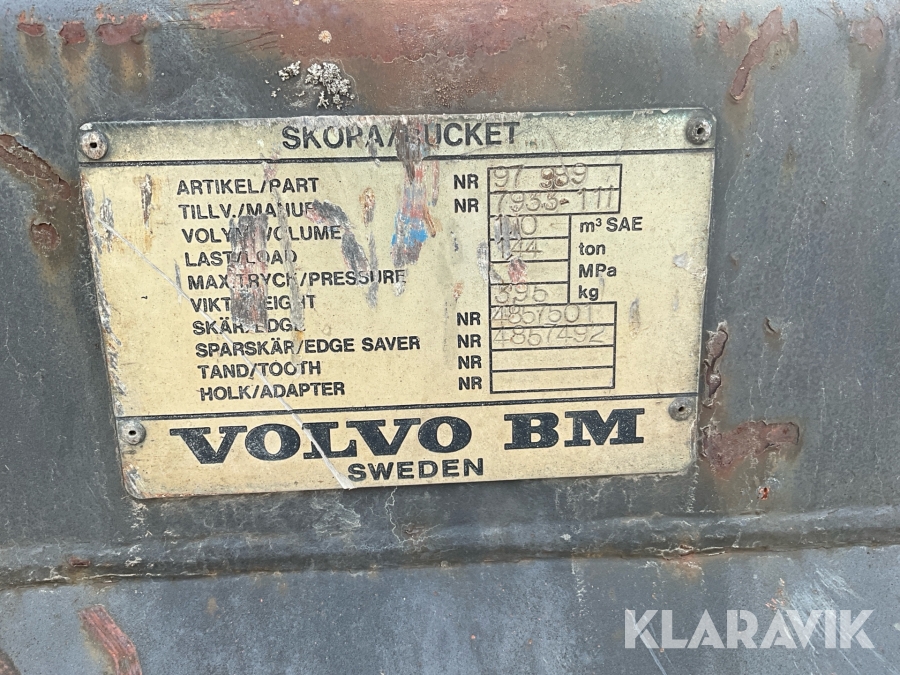 SKOPA/BUCKET
ARTIKEL/PART NR 97 989
TILLV./MANUF NR 7933-111
VOLYM/VOLUME m³ SAE
LAST/LOAD ton
MAX TRYCK/PRESSURE MPa
VIKT/WEIGHT 395 kg
SKÄR/EDGE NR 4857501
SPARSKÄR/EDGE SAVER NR 4857492
TAND/TOOTH NR
HOLK/ADAPTER NR
VOLVO BM
SWEDEN
KLARAVIK